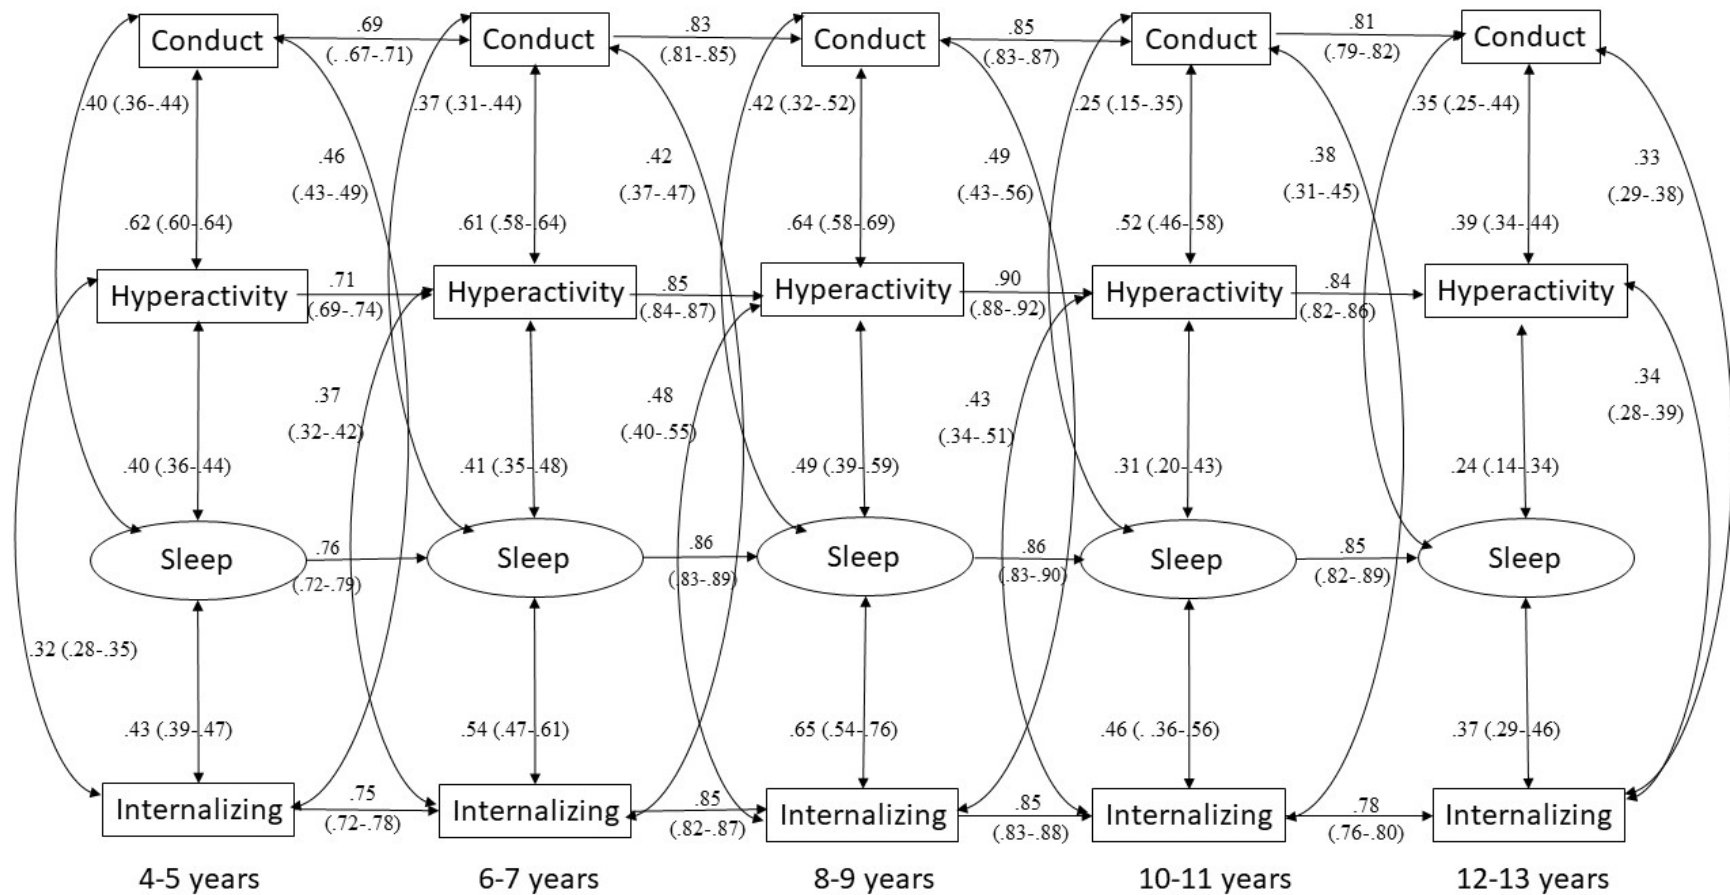 Conduct .69 Conduct .83 Conduct .85 Conduct .81 Conduct
(. .67-.71) (.81-.85) (.83-.87) (.79-.82)
.40 (.36-.44) .37 (.31-.44) .42 (.32-.52) .25 (.15-.35) .35 (.25-.44)
.46 .42 .49 .38 .33
(.43-.49) (.37-.47) (.43-.56) (.31-.45) (.29-.38)
.62 (.60-.64) .61 (.58-.64) .64 (.58-.69) .52 (.46-.58) .39 (.34-.44)
Hyperactivity .71 Hyperactivity .85 Hyperactivity .90 Hyperactivity .84 Hyperactivity
(.69-.74) (.84-.87) (.88-.92) (.82-.86)
.37 .48 .43 .34
(.32-.42) (.40-.55) (.34-.51) (.28-.39)
.40 (.36-.44) .41 (.35-.48) .49 (.39-.59) .31 (.20-.43) .24 (.14-.34)
Sleep .76 Sleep .86 Sleep .86 Sleep .85 Sleep
(.72-.79) (.83-.89) (.83-.90) (.82-.89)
.32 (.28-.35)
.43 (.39-.47) .54 (.47-.61) .65 (.54-.76) .46 ( .36-.56) .37 (.29-.46)
Internalizing .75 Internalizing .85 Internalizing .85 Internalizing .78 Internalizing
(.72-.78) (.82-.87) (.83-.88) (.76-.80)
4-5 years 6-7 years 8-9 years 10-11 years 12-13 years